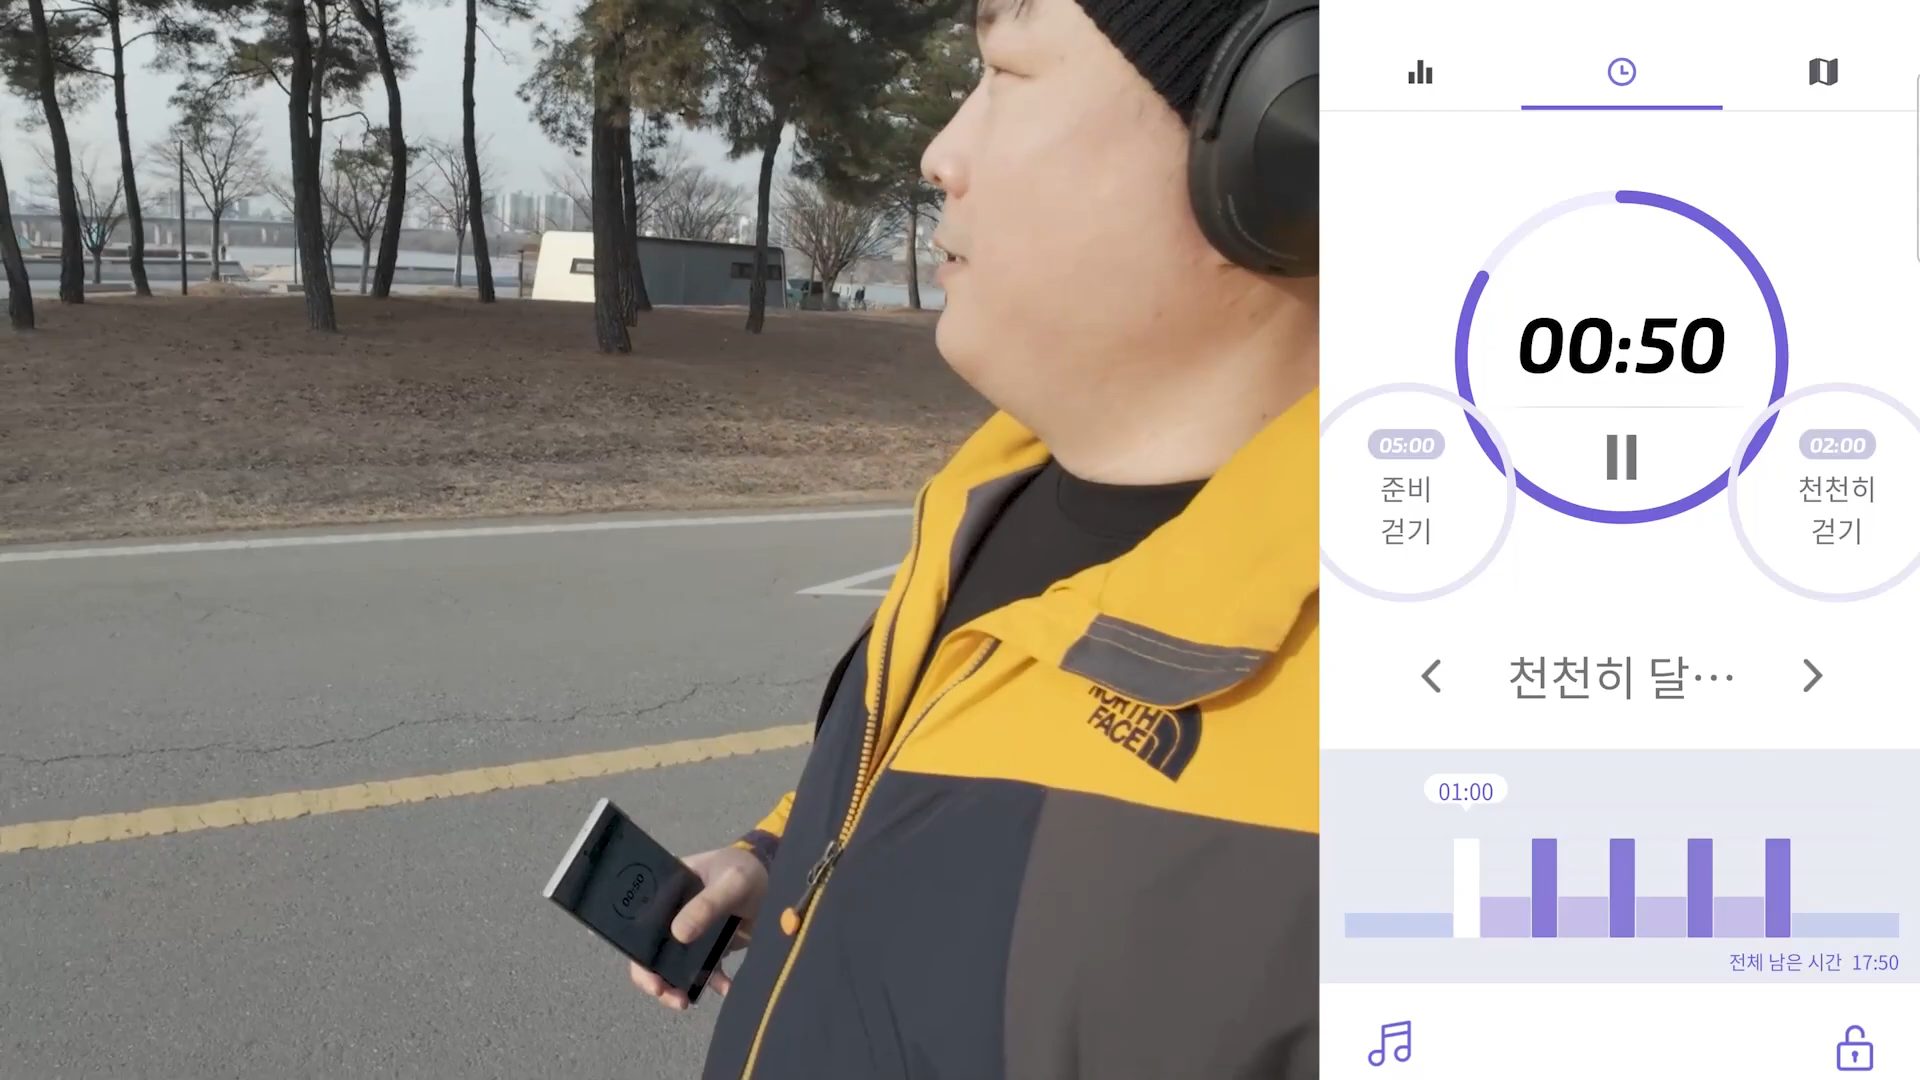 00:50
05:00
준비
걷기
02:00
천천히
걷기
천천히 달…
01:00
전체 남은 시간 17:50
NORTH
FACE
00:50